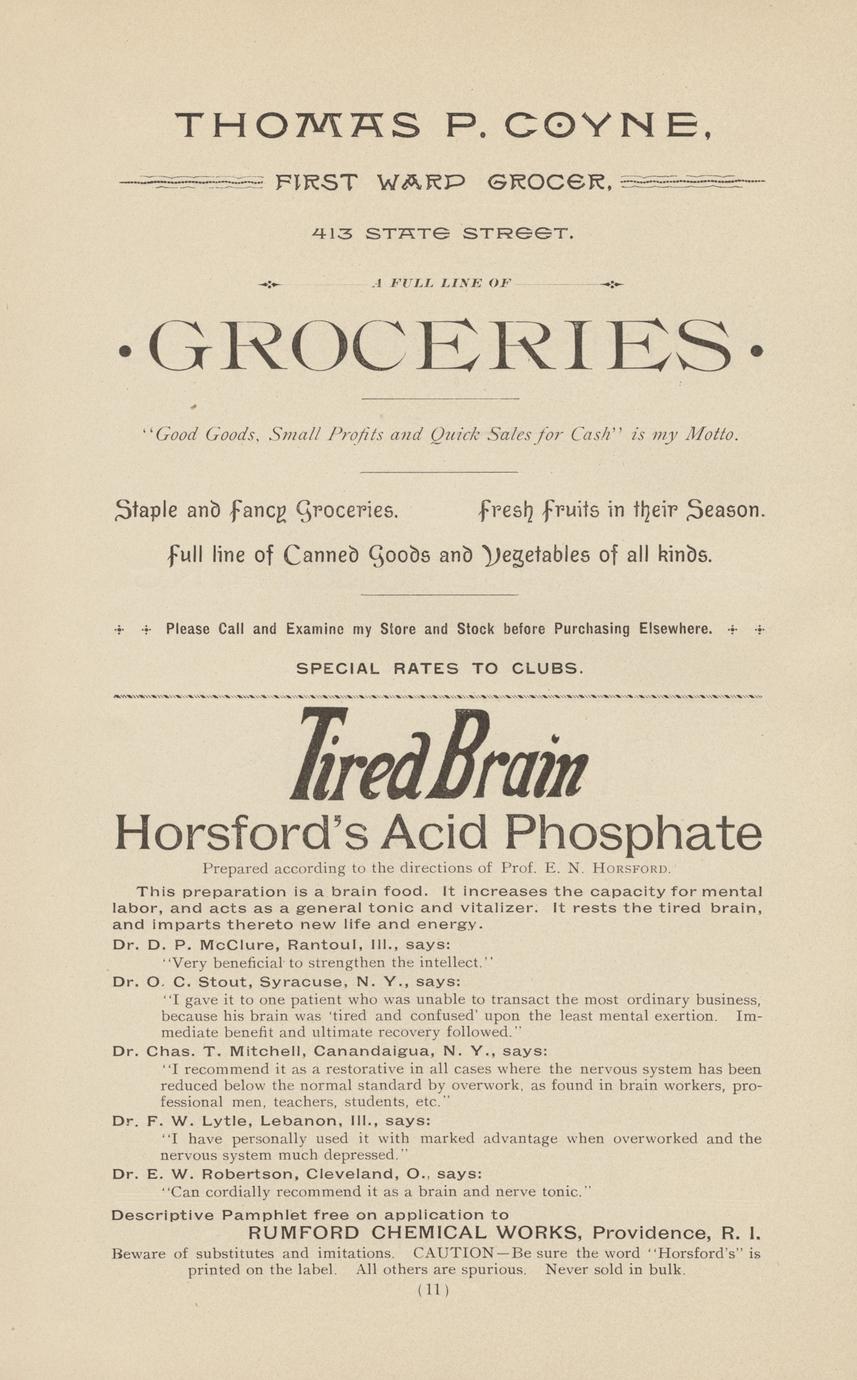 THOMAS P. COYNE,
FIRST WARD GROCER,
413 STATE STREET.
A FULL LINE OF
• GROCERIES •
"Good Goods, Small Profits and Quick Sales for Cash" is my Motto.
Staple and Fancy Groceries. Fresh Fruits in their Season.
Full line of Canned Goods and Vegetables of all kinds.
Please Call and Examine my Store and Stock before Purchasing Elsewhere.
SPECIAL RATES TO CLUBS.
Tired Brain
Horsford's Acid Phosphate
Prepared according to the directions of Prof. E. N. HORSFORD.
This preparation is a brain food. It increases the capacity for mental
labor, and acts as a general tonic and vitalizer. It rests the tired brain,
and imparts thereto new life and energy.
Dr. D. P. McClure, Rantoul, Ill., says:
"Very beneficial to strengthen the intellect."
Dr. O. C. Stout, Syracuse, N. Y., says:
"I gave it to one patient who was unable to transact the most ordinary business,
because his brain was 'tired and confused' upon the least mental exertion. Im-
mediate benefit and ultimate recovery followed."
Dr. Chas. T. Mitchell, Canandaigua, N. Y., says:
"I recommend it as a restorative in all cases where the nervous system has been
reduced below the normal standard by overwork, as found in brain workers, pro-
fessional men, teachers, students, etc."
Dr. F. W. Lytle, Lebanon, Ill., says:
"I have personally used it with marked advantage when overworked and the
nervous system much depressed."
Dr. E. W. Robertson, Cleveland, O., says:
"Can cordially recommend it as a brain and nerve tonic."
Descriptive Pamphlet free on application to
RUMFORD CHEMICAL WORKS, Providence, R. I.
Beware of substitutes and imitations. CAUTION—Be sure the word "Horsford's" is
printed on the label. All others are spurious. Never sold in bulk.
(11)